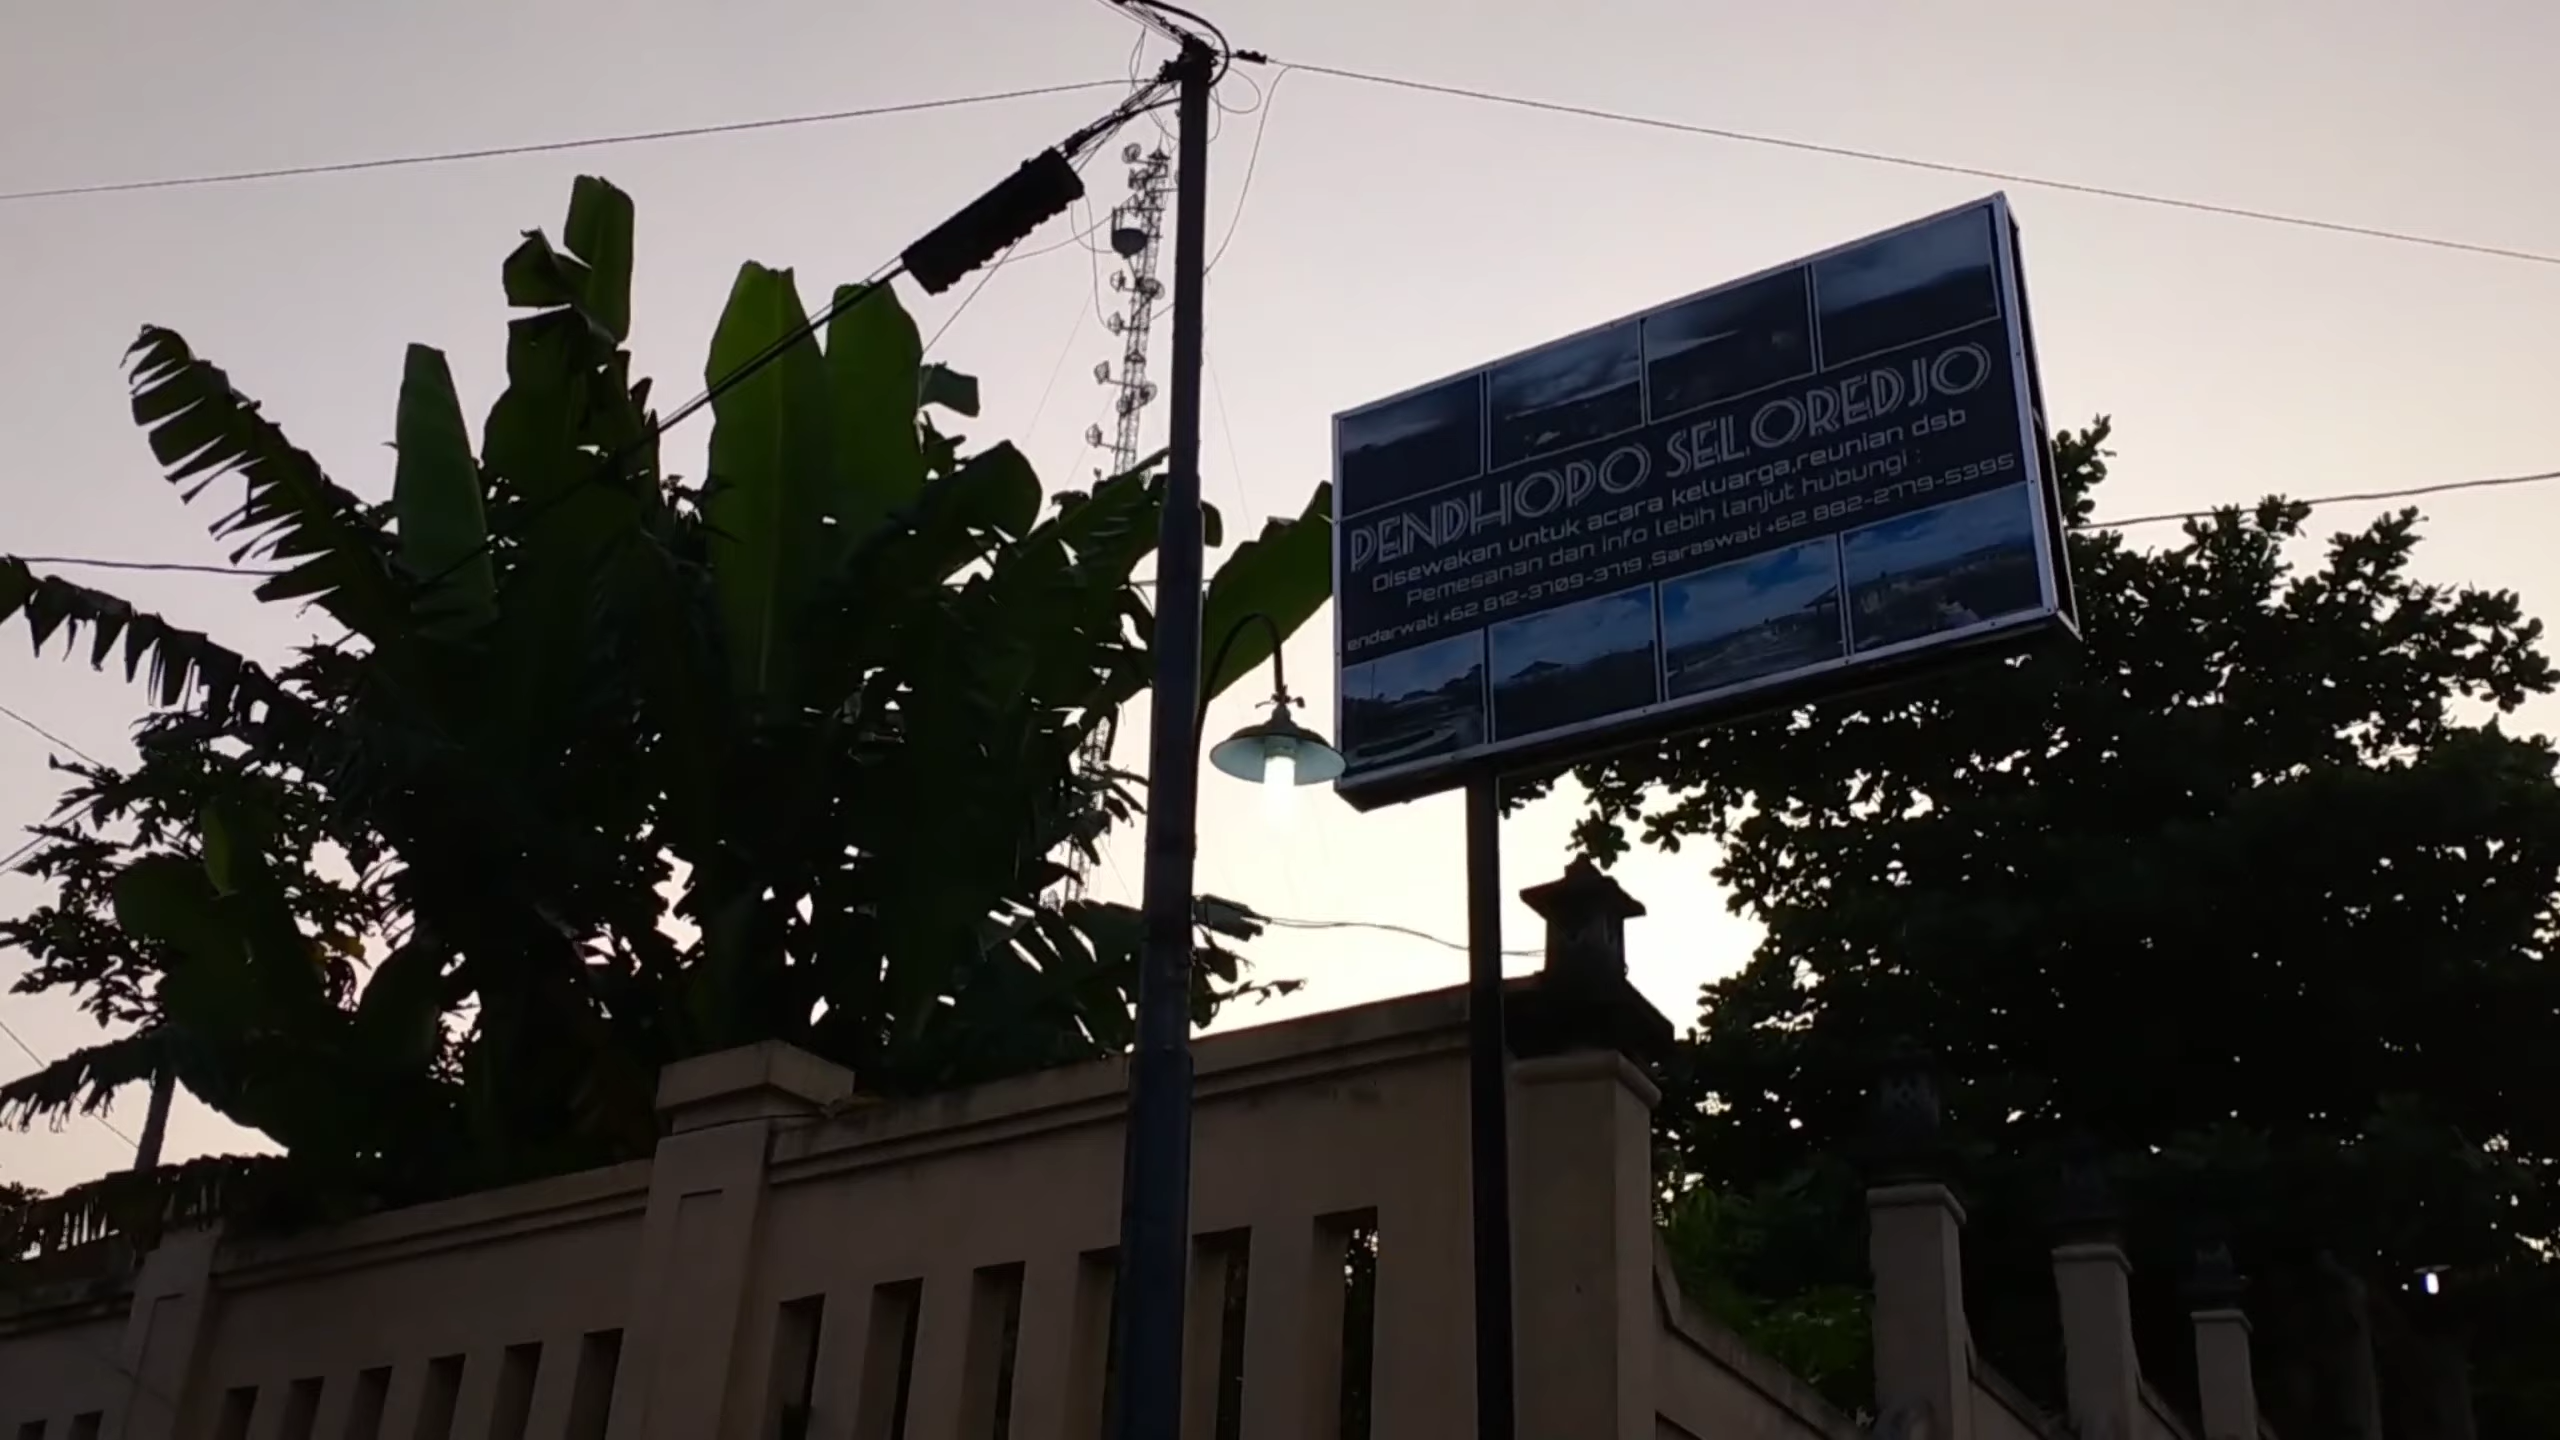 PENDHOPO SELOREDJO
Disewakan untuk acara keluarga,reunian dsb
Pemesanan dan info lebih lanjut hubungi :
endarwati +62 812-3709-3719 ,Saraswati +62 882-2779-5395